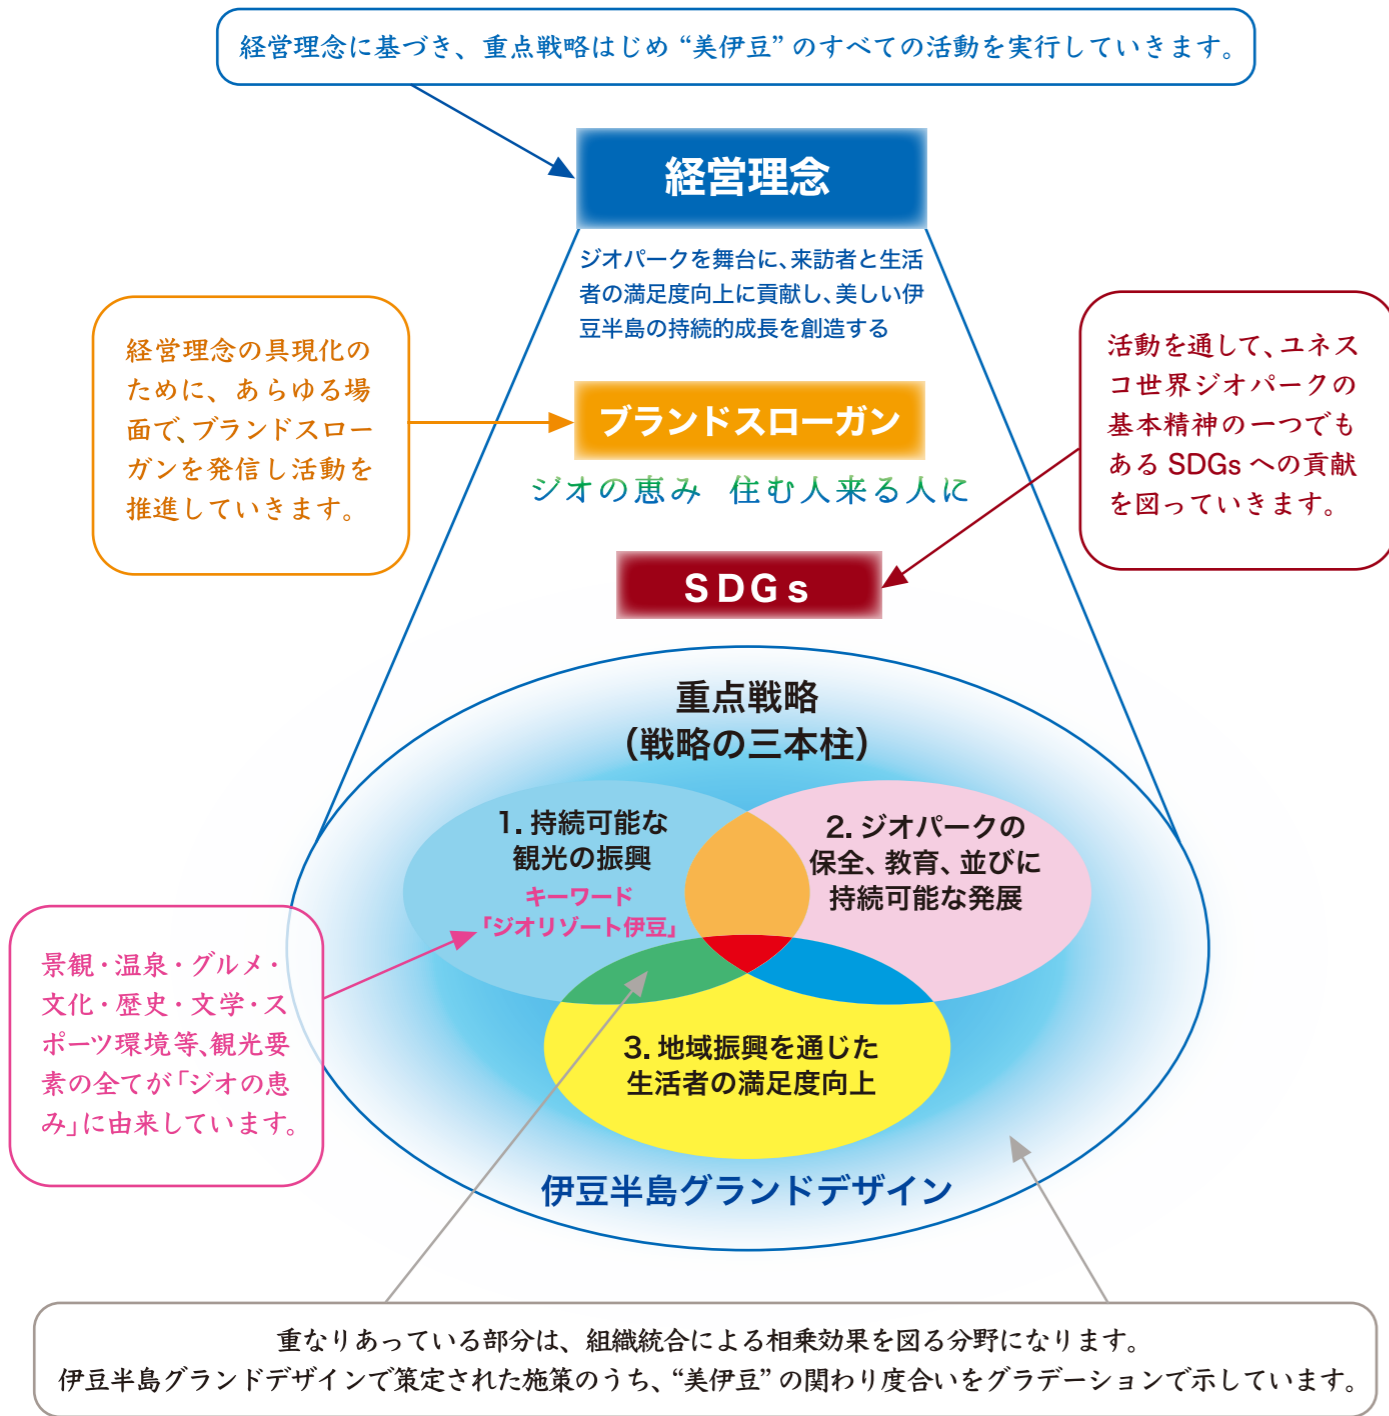 経営理念に基づき、重点戦略はじめ“美伊豆”のすべての活動を実行していきます。
経営理念
ジオパークを舞台に、来訪者と生活
者の満足度向上に貢献し、美しい伊
豆半島の持続的成長を創造する
経営理念の具現化の
ために、あらゆる場
面で、ブランドスロー
ガンを発信し活動を
推進していきます。
ブランドスローガン
ジオの恵み 住む人来る人に
活動を通して、ユネス
コ世界ジオパークの
基本精神の一つでも
ある SDGs への貢献
を図っていきます。
SDGs
重点戦略
（戦略の三本柱）
1. 持続可能な
観光の振興
キーワード
「ジオリゾート伊豆」
2. ジオパークの
保全、教育、並びに
持続可能な発展
景観・温泉・グルメ・
文化・歴史・文学・ス
ポーツ環境等、観光要
素の全てが「ジオの恵
み」に由来しています。
3. 地域振興を通じた
生活者の満足度向上
伊豆半島グランドデザイン
重なりあっている部分は、組織統合による相乗効果を図る分野になります。
伊豆半島グランドデザインで策定された施策のうち、“美伊豆”の関わり度合いをグラデーションで示しています。